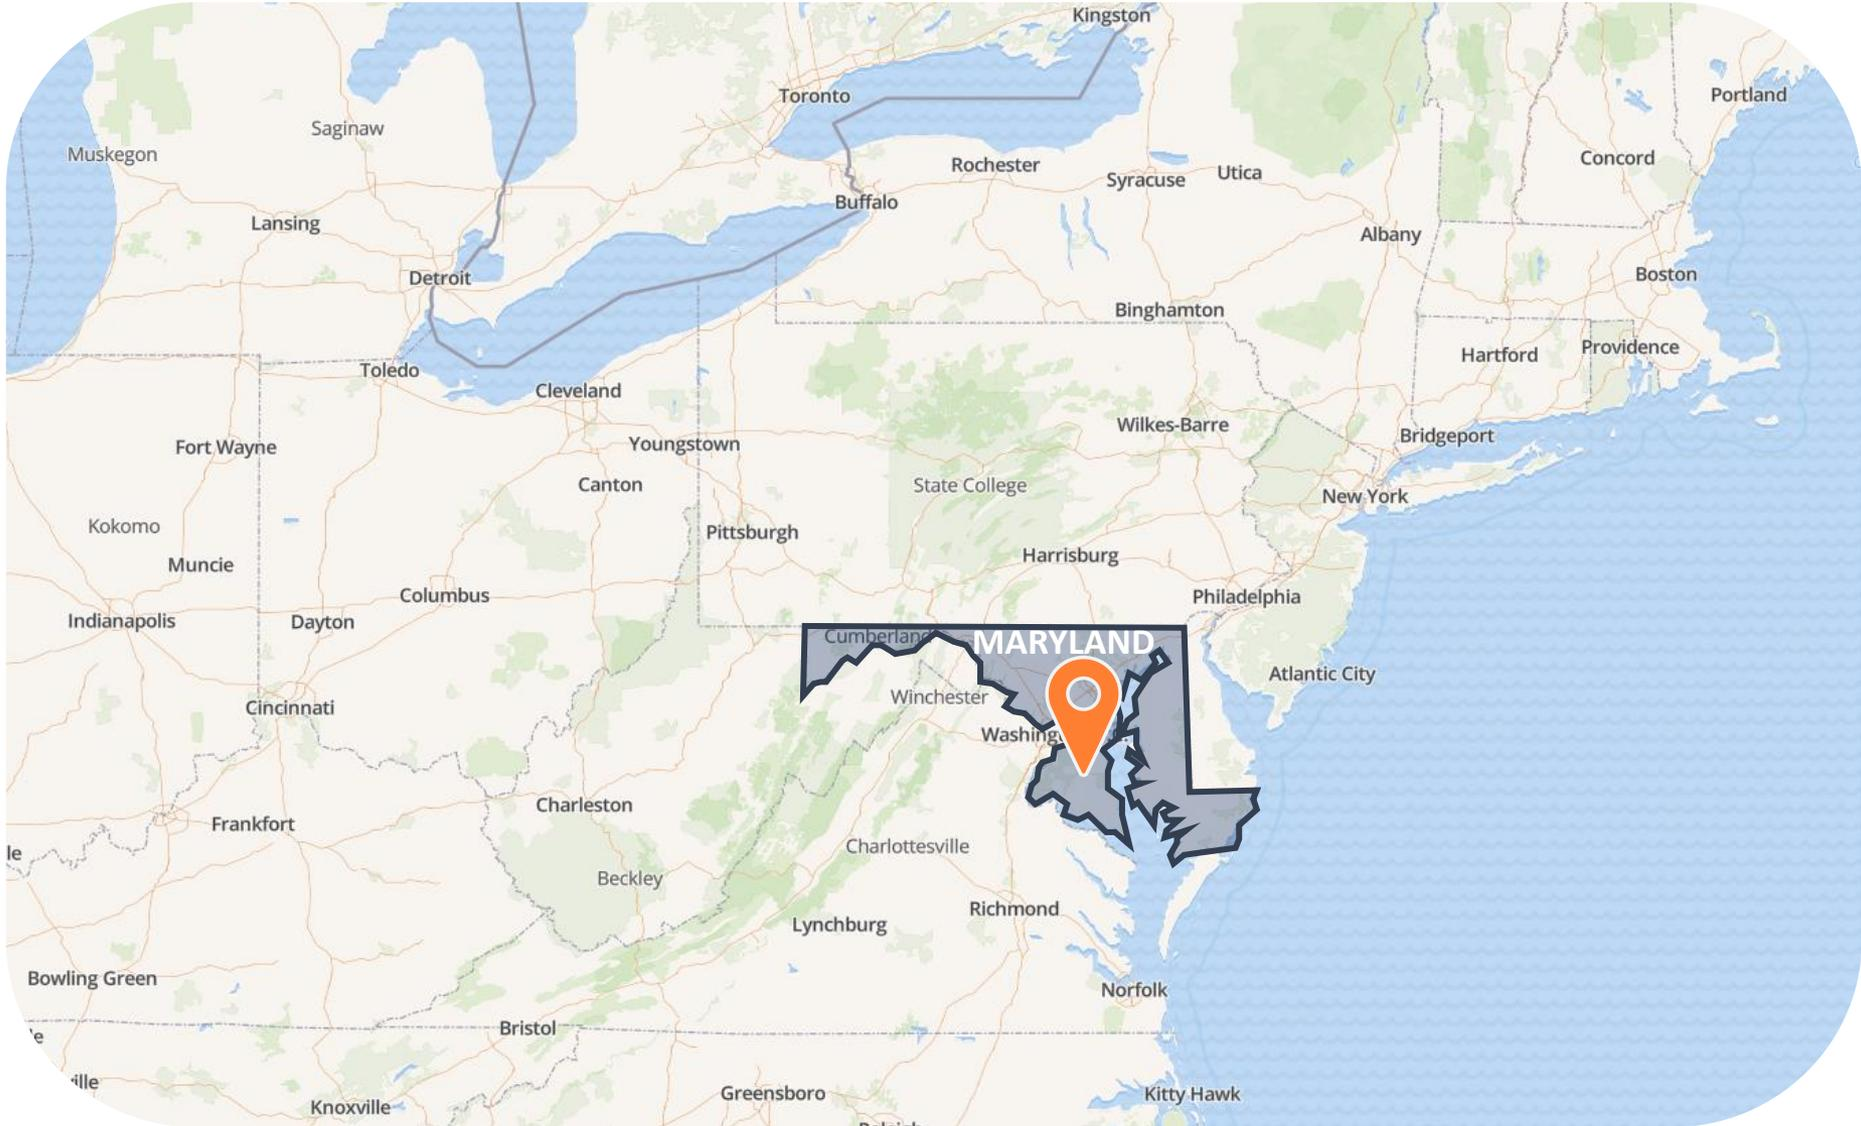 Kingston
Toronto
Portland
Saginaw
Muskegon
Rochester
Concord
Syracuse
Utica
Buffalo
Lansing
Albany
Detroit
Boston
Binghamton
Toledo
Hartford
Providence
Cleveland
Wilkes-Barre
Bridgeport
Fort Wayne
Youngstown
Canton
State College
New York
Kokomo
Pittsburgh
Harrisburg
Muncie
Columbus
Philadelphia
Indianapolis
Dayton
Cumberland
MARYLAND
Atlantic City
Winchester
Cincinnati
Charleston
Frankfort
Charlottesville
le
Beckley
Richmond
Lynchburg
Bowling Green
Norfolk
Bristol
Greensboro
Kitty Hawk
Knoxville